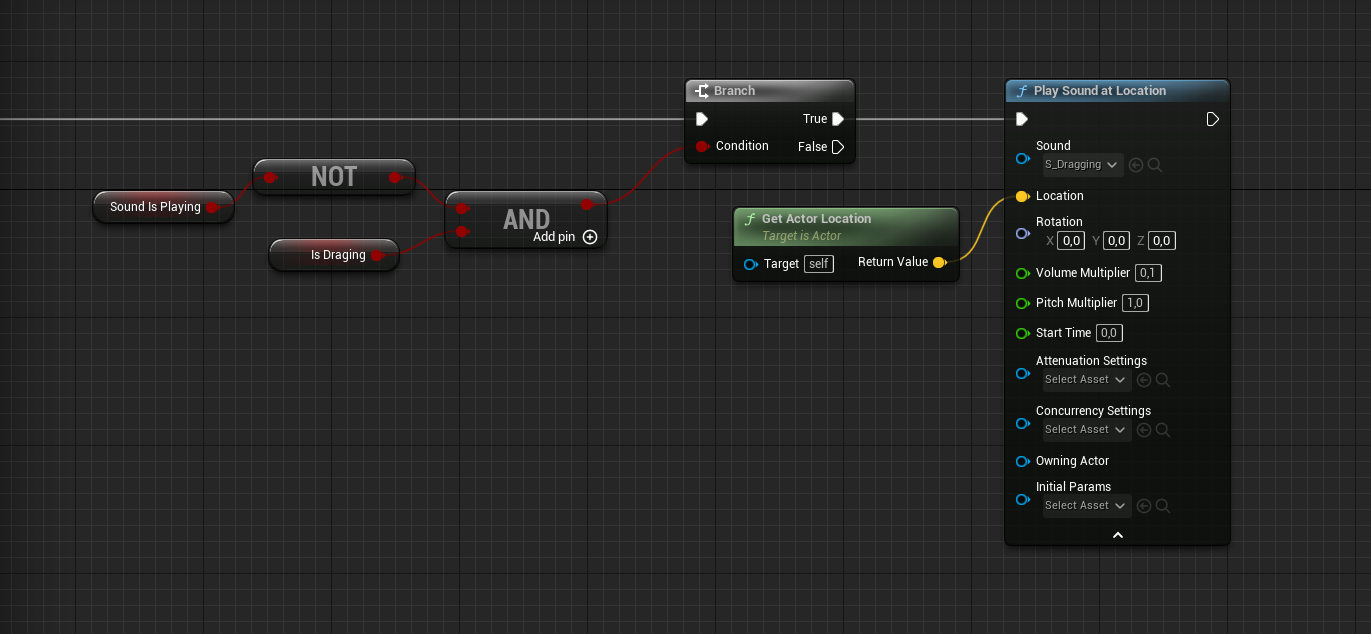 Branch
True
Condition
False
Sound Is Playing
NOT
AND
Add pin
Is Draging
Get Actor Location
Target is Actor
Target self
Return Value
Play Sound at Location
Sound
S_Dragging
Location
Rotation
X 0,0 Y 0,0 Z 0,0
Volume Multiplier 0,1
Pitch Multiplier 1,0
Start Time 0,0
Attenuation Settings
Select Asset
Concurrency Settings
Select Asset
Owning Actor
Initial Params
Select Asset